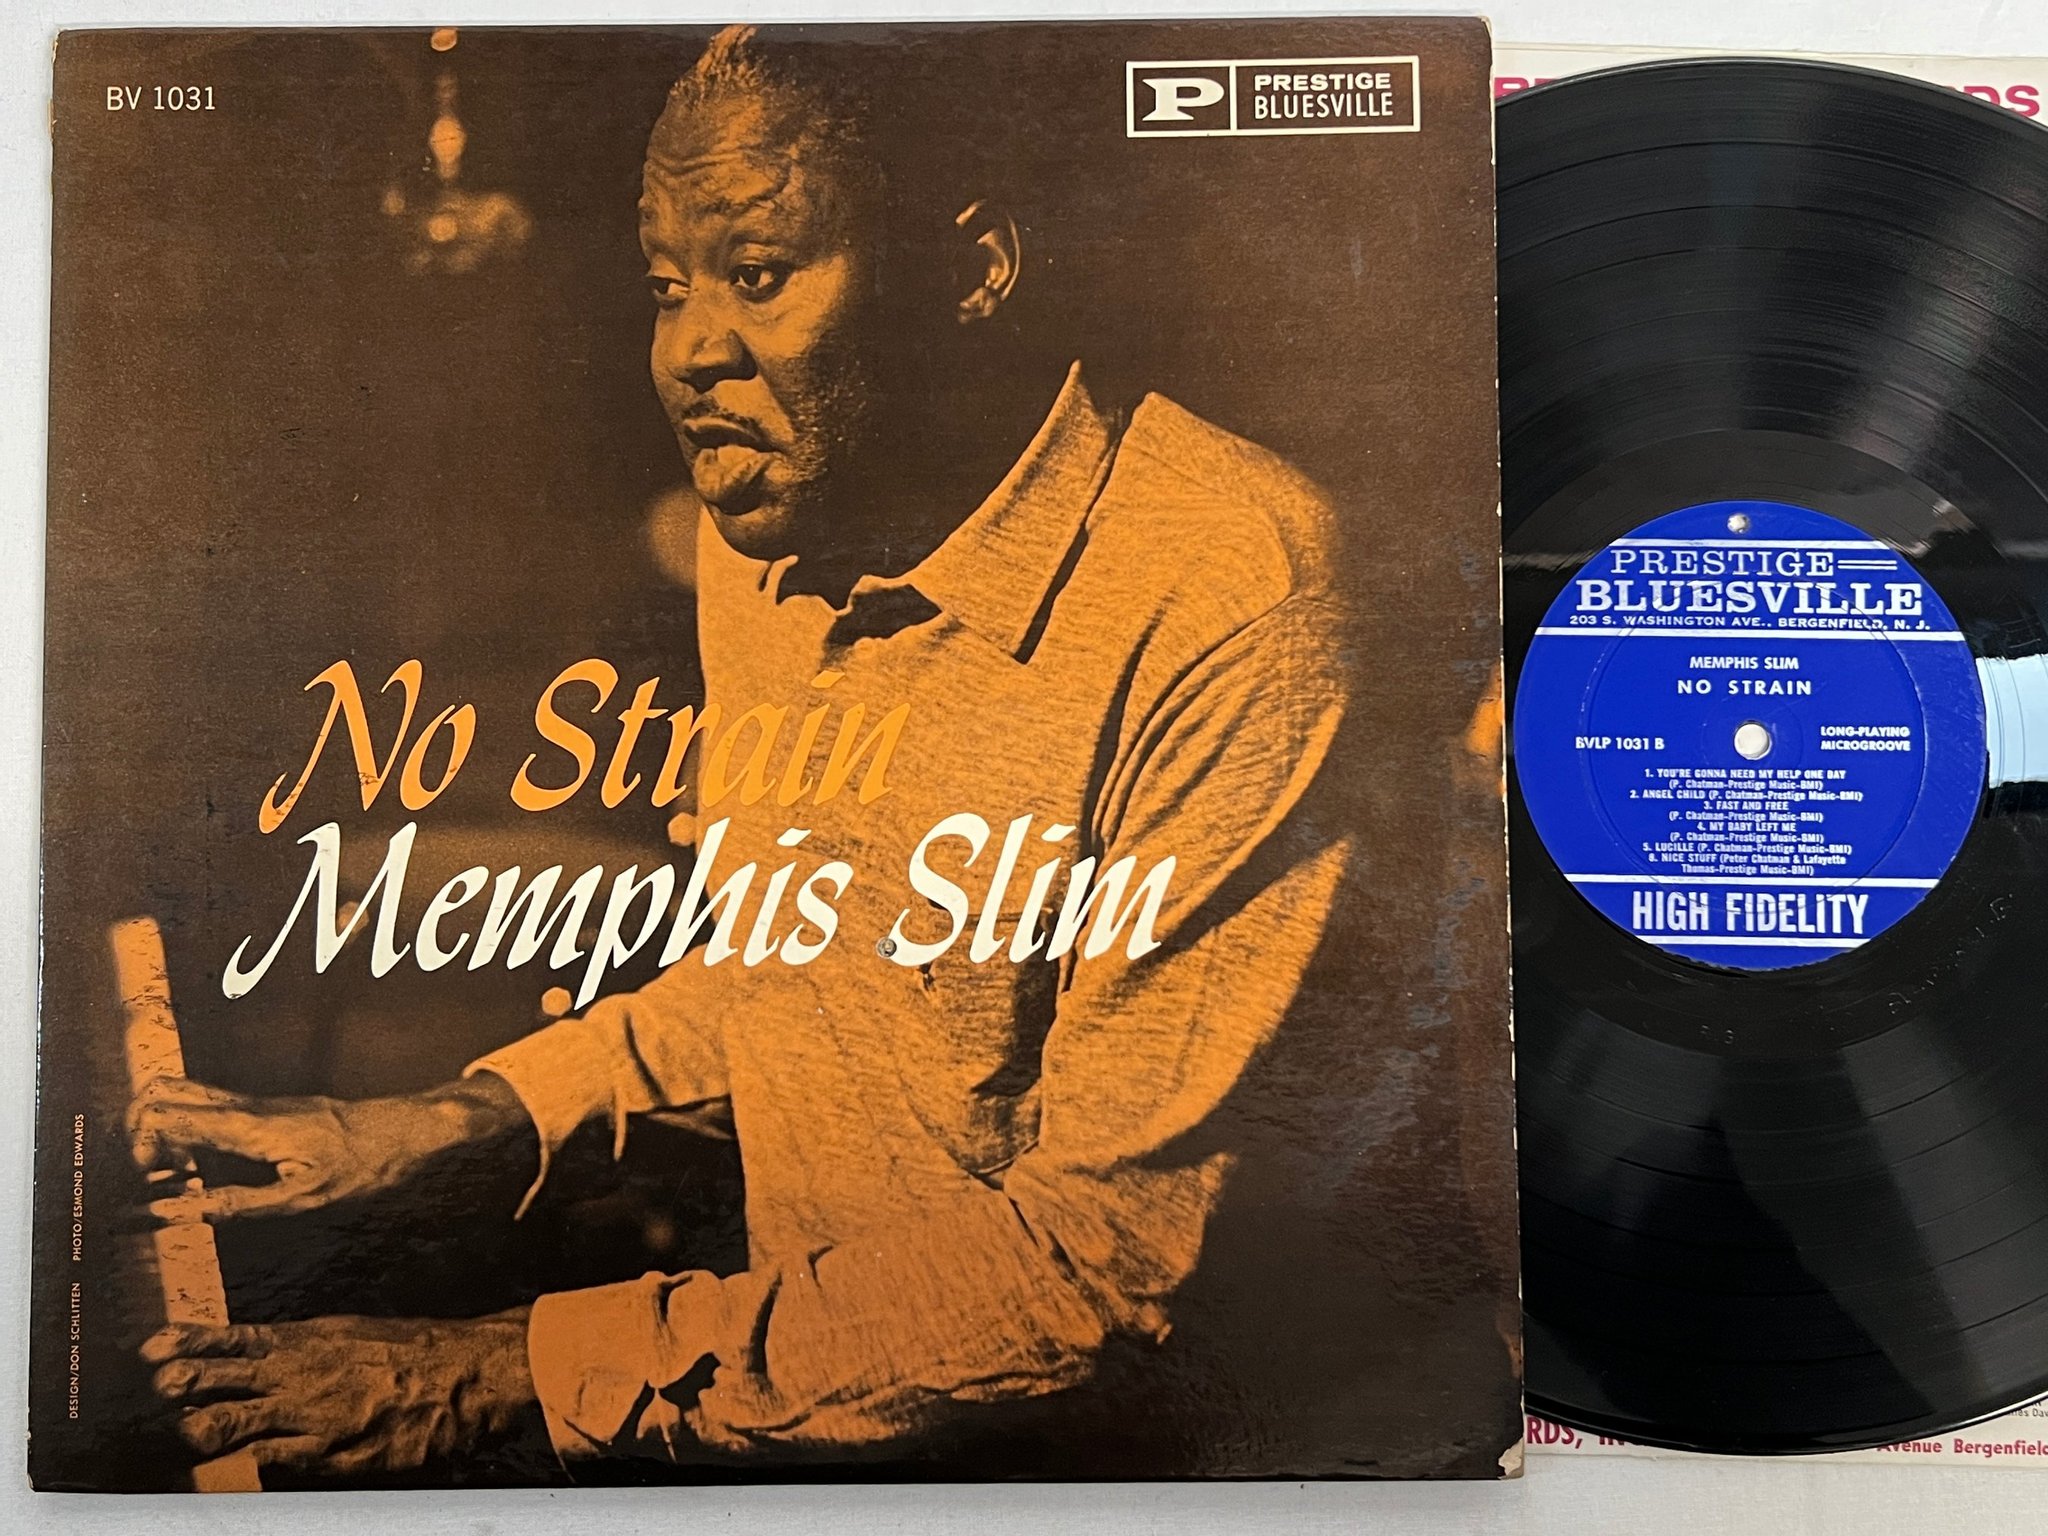 BV 1031
P PRESTIGE
BLUESVILLE
No Strain
Memphis Slim
DESIGN/DON SCHLITTEN PHOTO/ESMOND EDWARDS
PRESTIGE
BLUESVILLE
203 S. WASHINGTON AVE., BERGENFIELD, N. J.
MEMPHIS SLIM
NO STRAIN
BVLP 1031 B
LONG-PLAYING
MICROGROOVE
1. YOU'RE GONNA NEED MY HELP ONE DAY
(P. Chatman-Prestige Music-BMI)
2. ANGEL CHILD (P. Chatman-Prestige Music-BMI)
3. FAST AND FREE
(P. Chatman-Prestige Music-BMI)
4. MY BABY LEFT ME
(P. Chatman-Prestige Music-BMI)
5. LUCILLE (P. Chatman-Prestige Music-BMI)
6. NICE STUFF (Peter Chatman & Lafayette
Thomas-Prestige Music-BMI)
HIGH FIDELITY
RDS
RDS,
Avenue Bergenfield